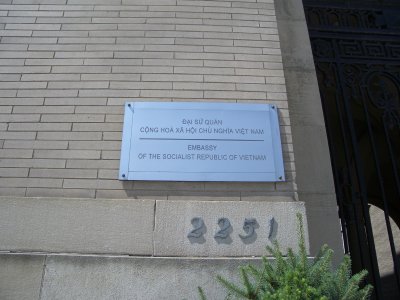 ĐẠI SỨ QUÁN
CỘNG HOÀ XÃ HỘI CHỦ NGHĨA VIỆT NAM
EMBASSY
OF THE SOCIALIST REPUBLIC OF VIETNAM
2251